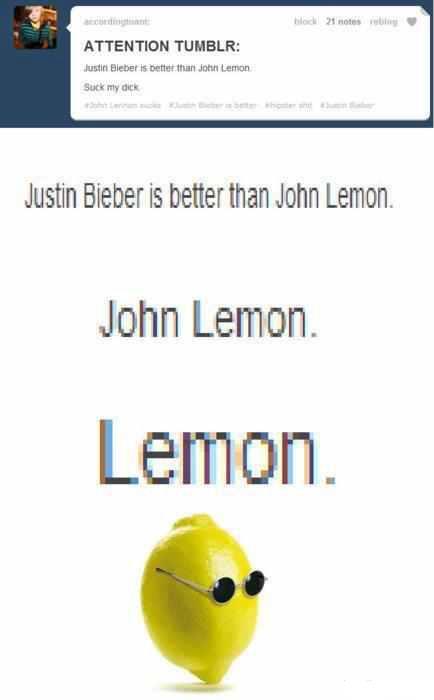 accordingtoant:
block 21 notes reblog
ATTENTION TUMBLR:
Justin Bieber is better than John Lemon.
Suck my dick.
#John Lennon sucks #Justin Bieber is better #hipster shit #Justin Bieber
Justin Bieber is better than John Lemon.
John Lemon.
Lemon.